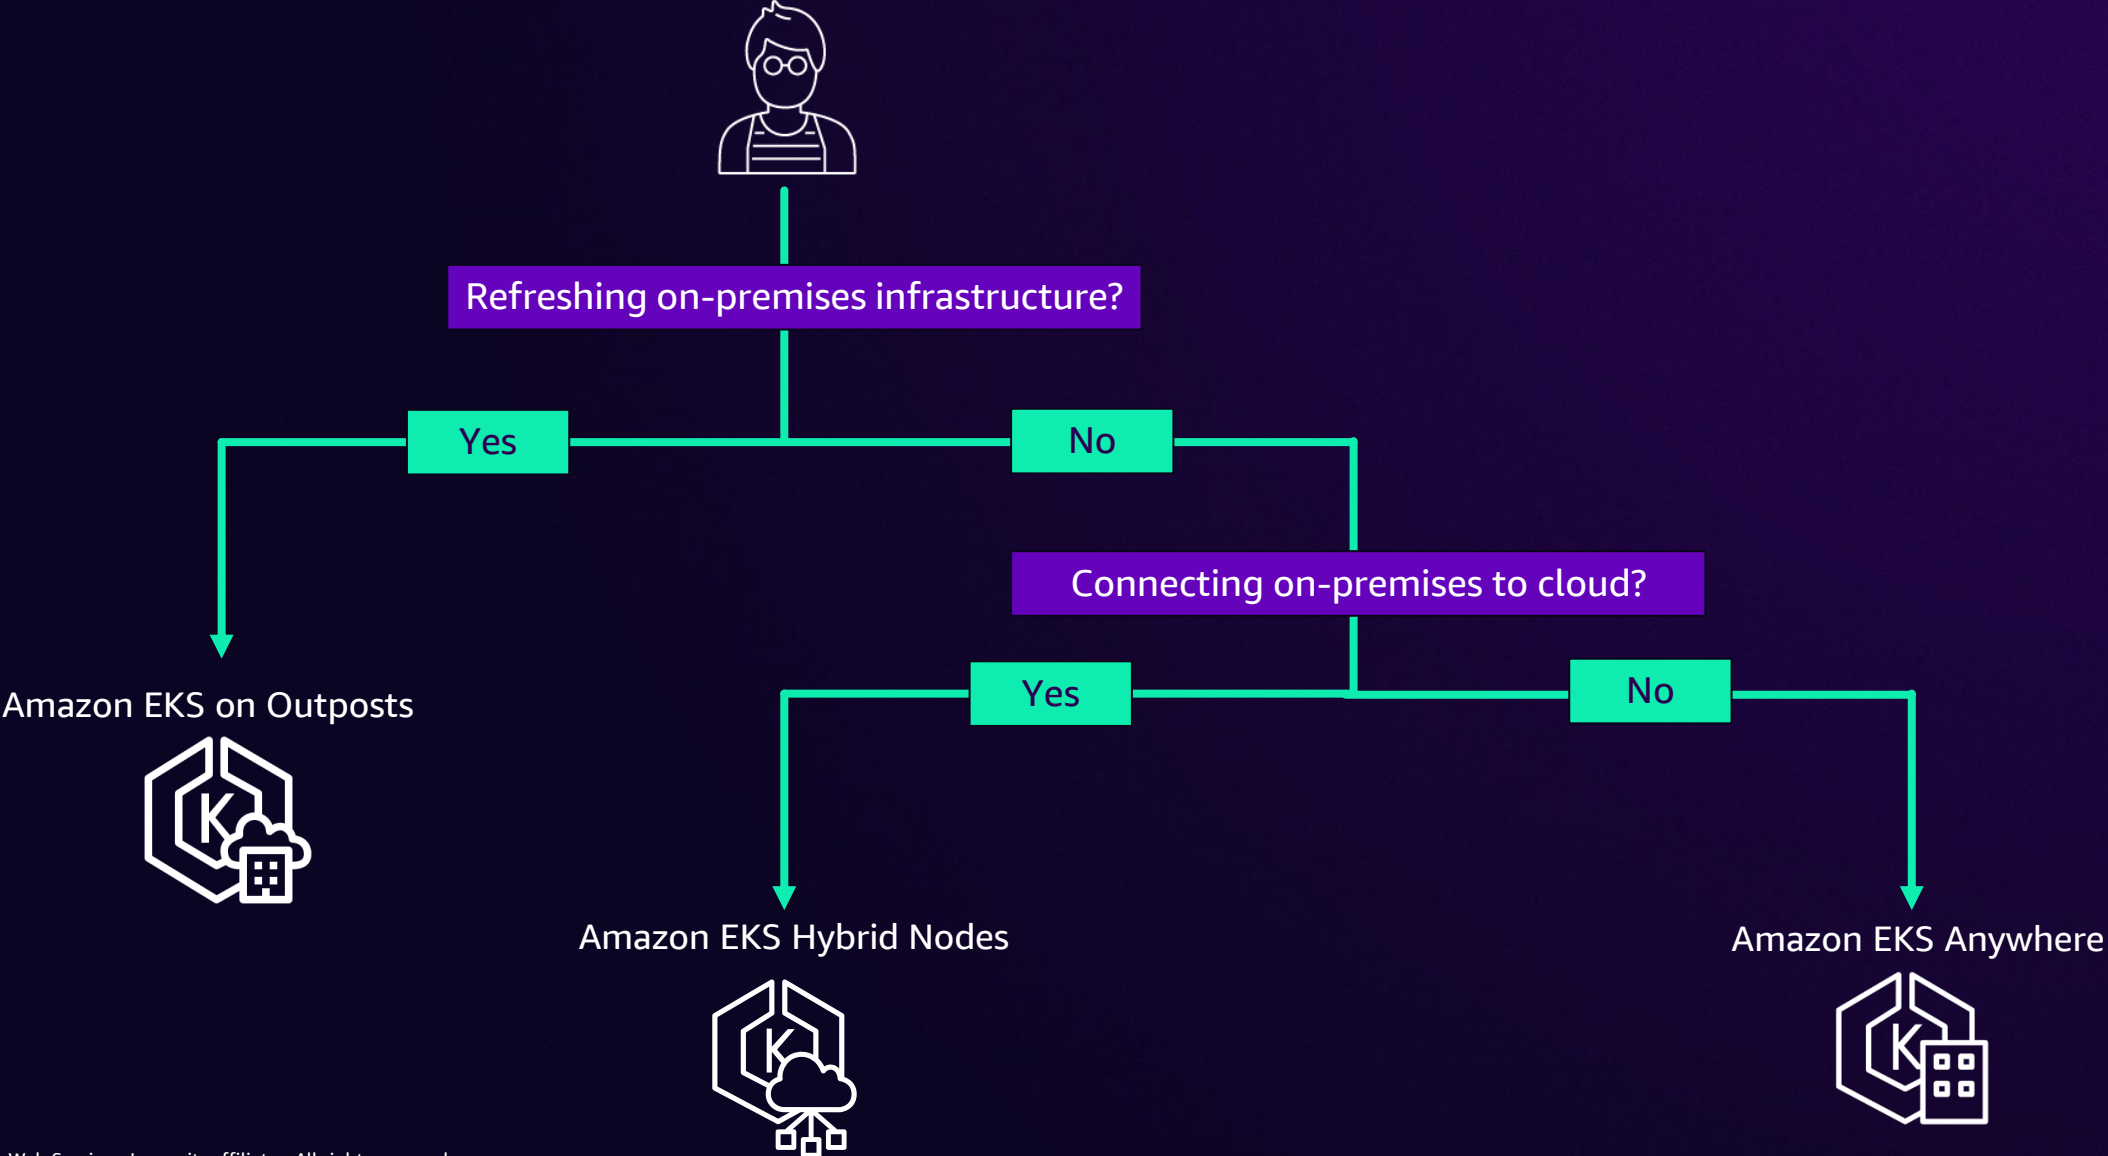 Refreshing on-premises infrastructure?
Yes
No
Connecting on-premises to cloud?
Yes
No
Amazon EKS on Outposts
K
Amazon EKS Hybrid Nodes
K
Amazon EKS Anywhere
K